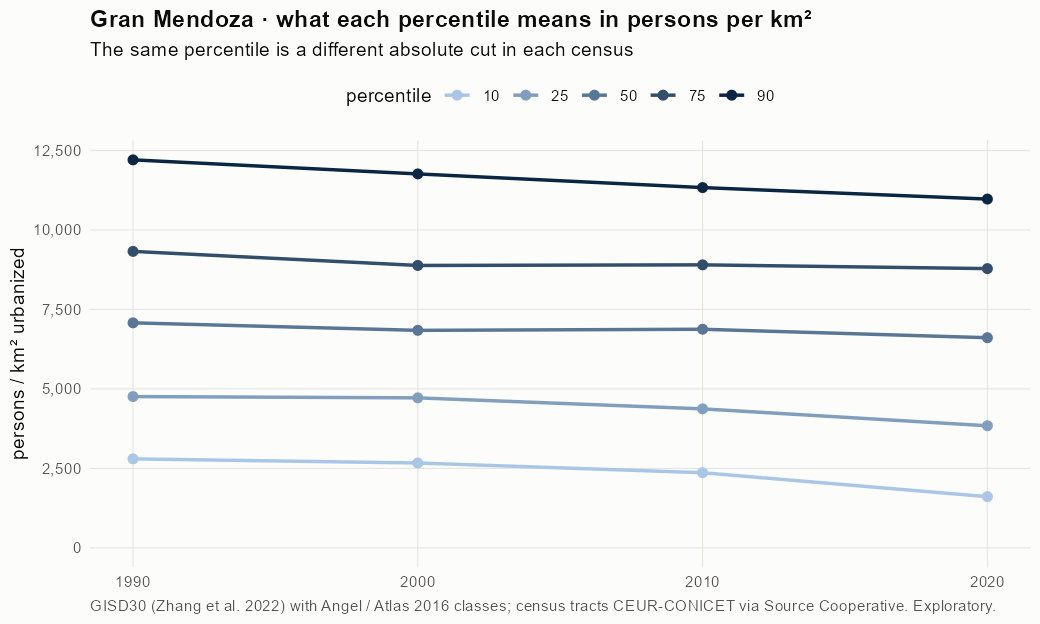 Gran Mendoza · what each percentile means in persons per km²
The same percentile is a different absolute cut in each census
percentile 10 25 50 75 90
persons / km² urbanized
12,500
10,000
7,500
5,000
2,500
0
1990 2000 2010 2020
GISD30 (Zhang et al. 2022) with Angel / Atlas 2016 classes; census tracts CEUR-CONICET via Source Cooperative. Exploratory.